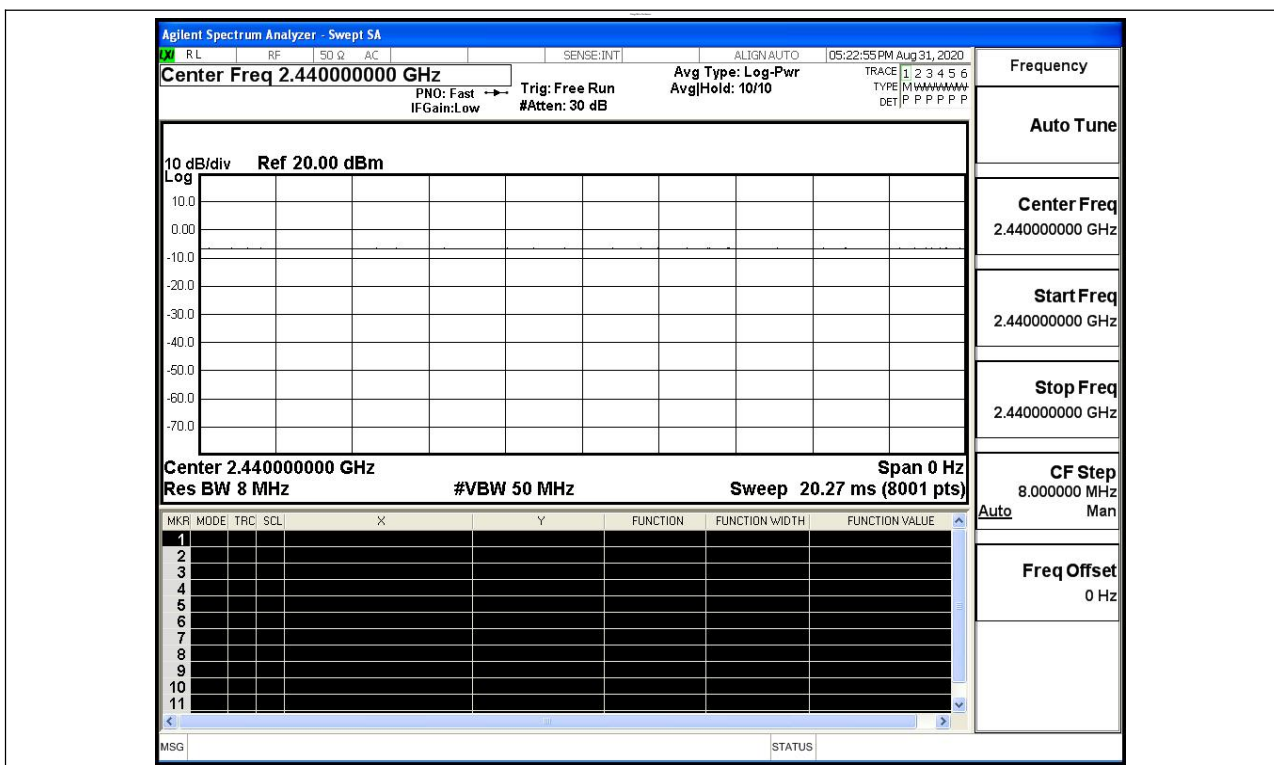 Agilent Spectrum Analyzer - Swept SA
LXI RL RF 50 Ω AC SENSE:INT ALIGN AUTO 05:22:55 PM Aug 31, 2020
Center Freq 2.440000000 GHz
PNO: Fast
IFGain:Low
Trig: Free Run
#Atten: 30 dB
Avg Type: Log-Pwr
Avg|Hold: 10/10
TRACE 1 2 3 4 5 6
TYPE MWWWWW
DET P P P P P P
10 dB/div Ref 20.00 dBm
Log
10.0
0.00
-10.0
-20.0
-30.0
-40.0
-50.0
-60.0
-70.0
Center 2.440000000 GHz Span 0 Hz
Res BW 8 MHz #VBW 50 MHz Sweep 20.27 ms (8001 pts)
MKR MODE TRC SCL X Y FUNCTION FUNCTION WIDTH FUNCTION VALUE
1
2
3
4
5
6
7
8
9
10
11
MSG STATUS
Frequency
Auto Tune
Center Freq
2.440000000 GHz
Start Freq
2.440000000 GHz
Stop Freq
2.440000000 GHz
CF Step
8.000000 MHz
Auto Man
Freq Offset
0 Hz